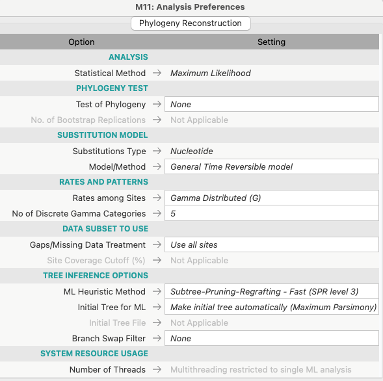 M11: Analysis Preferences
Phylogeny Reconstruction
Option Setting
ANALYSIS
Statistical Method → Maximum Likelihood
PHYLOGENY TEST
Test of Phylogeny → None
No. of Bootstrap Replications → Not Applicable
SUBSTITUTION MODEL
Substitutions Type → Nucleotide
Model/Method → General Time Reversible model
RATES AND PATTERNS
Rates among Sites → Gamma Distributed (G)
No of Discrete Gamma Categories → 5
DATA SUBSET TO USE
Gaps/Missing Data Treatment → Use all sites
Site Coverage Cutoff (%) → Not Applicable
TREE INFERENCE OPTIONS
ML Heuristic Method → Subtree-Pruning-Regrafting - Fast (SPR level 3)
Initial Tree for ML → Make initial tree automatically (Maximum Parsimony)
Initial Tree File → Not Applicable
Branch Swap Filter → None
SYSTEM RESOURCE USAGE
Number of Threads → Multithreading restricted to single ML analysis